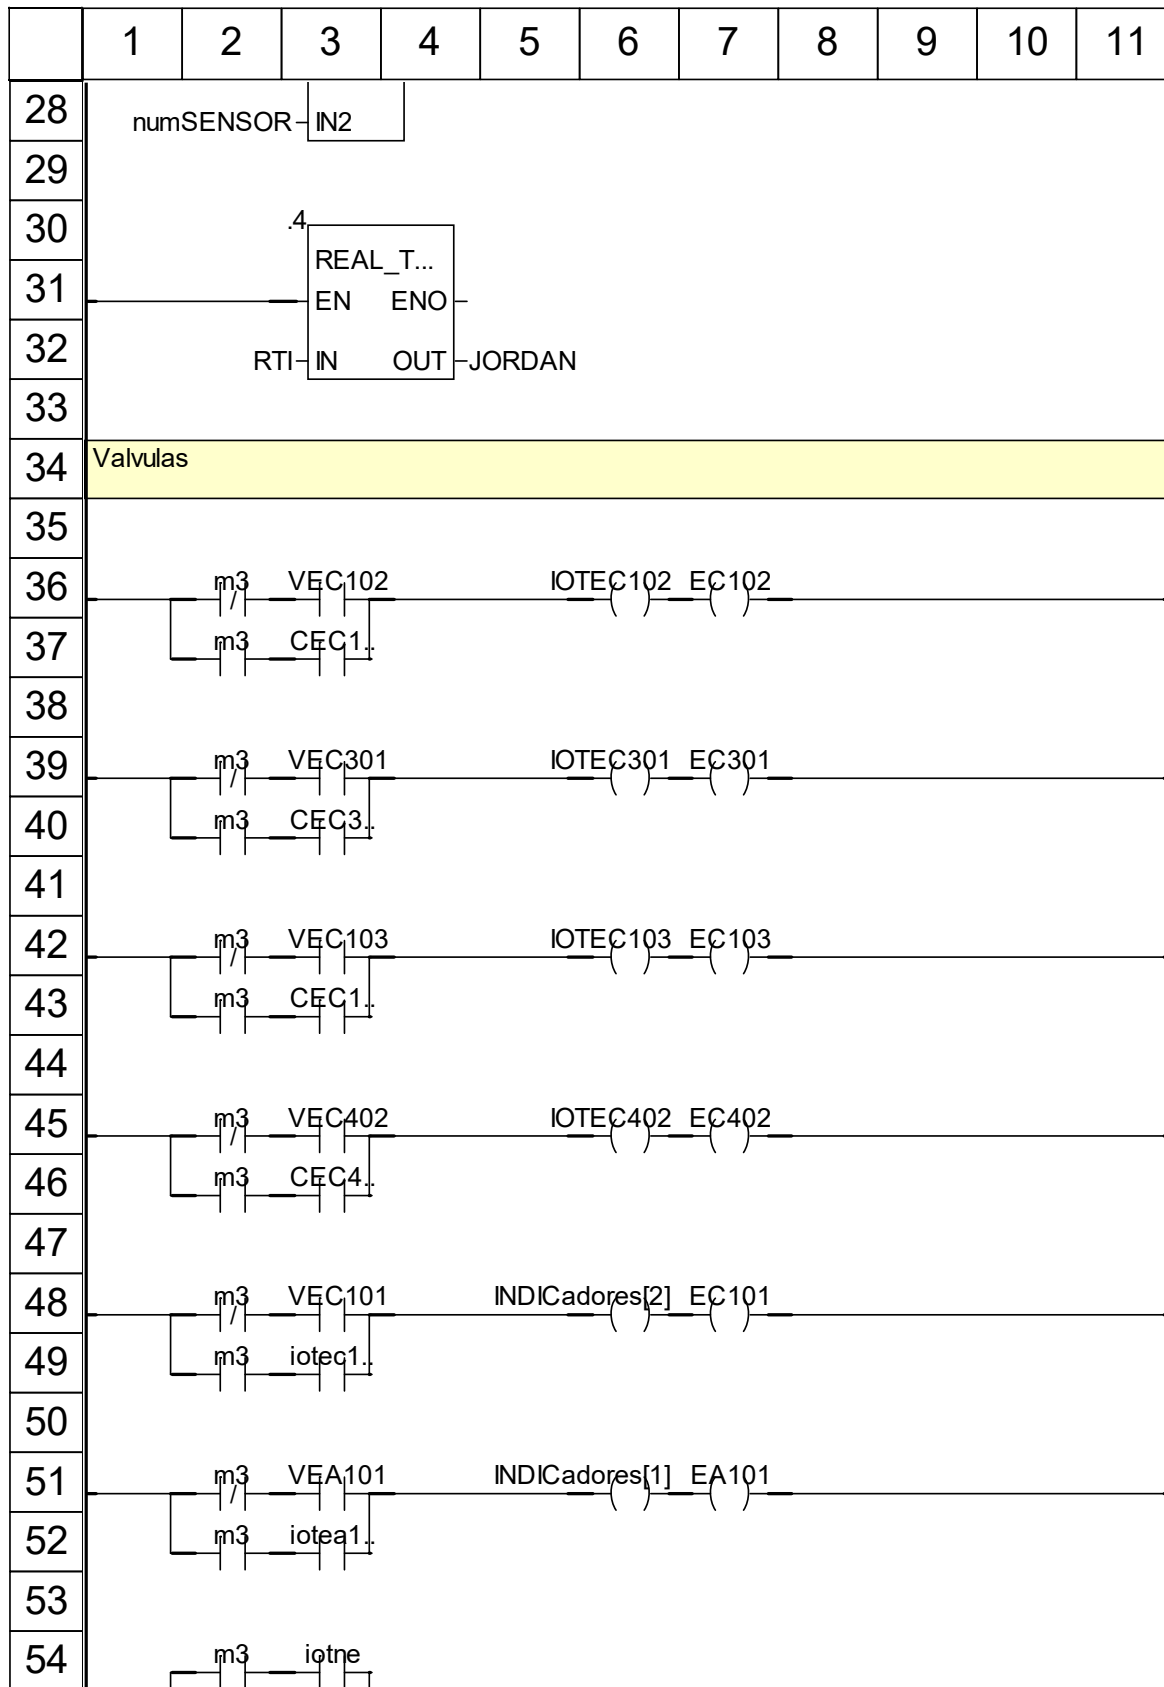 1 2 3 4 5 6 7 8 9 10 11
28 numSENSOR IN2
29
30 .4
REAL_T...
31 EN ENO
32 RTI IN OUT JORDAN
33
34 Valvulas
35
36 m3 VEC102 IOTEC102 EC102
37 m3 CEC1..
38
39 m3 VEC301 IOTEC301 EC301
40 m3 CEC3..
41
42 m3 VEC103 IOTEC103 EC103
43 m3 CEC1..
44
45 m3 VEC402 IOTEC402 EC402
46 m3 CEC4..
47
48 m3 VEC101 INDICadores[2] EC101
49 m3 iotec1..
50
51 m3 VEA101 INDICadores[1] EA101
52 m3 iotea1..
53
54 m3 iotne